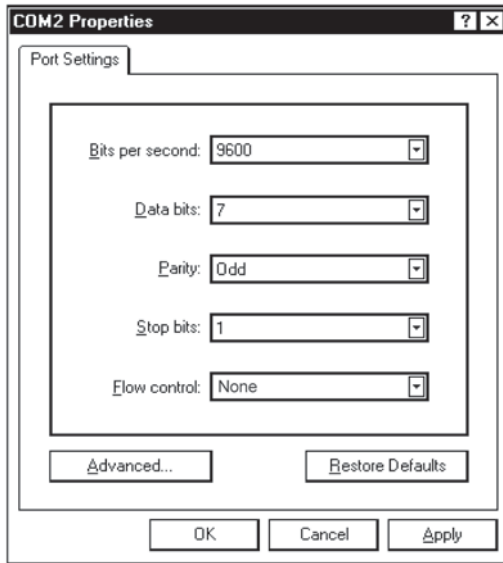 COM2 Properties ? ×
Port Settings
Bits per second: 9600
Data bits: 7
Parity: Odd
Stop bits: 1
Flow control: None
Advanced... Restore Defaults
OK Cancel Apply